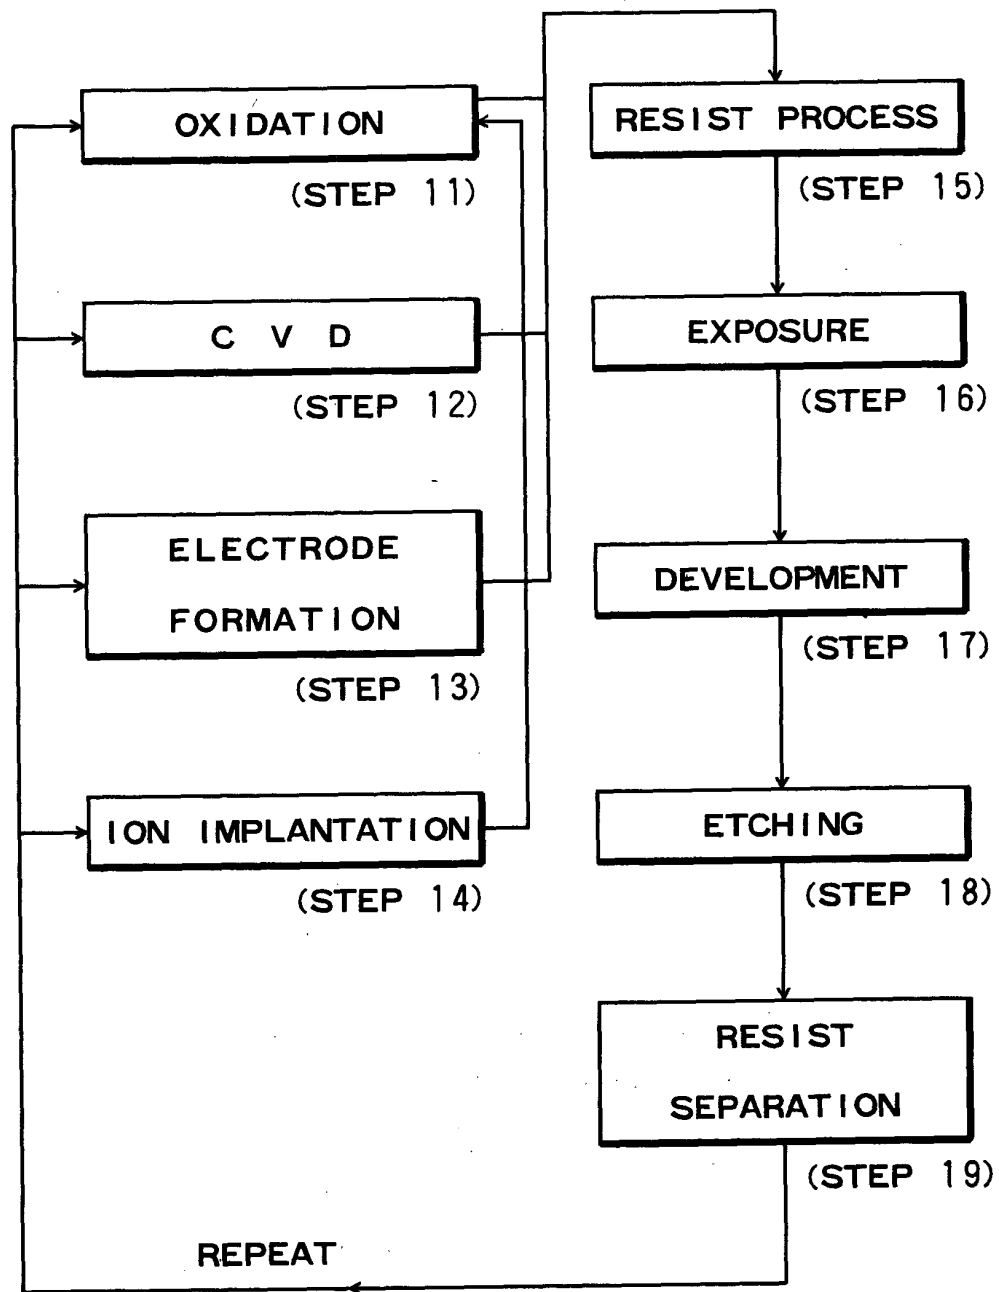 OXIDATION
(STEP 11)
CVD
(STEP 12)
ELECTRODE
FORMATION
(STEP 13)
ION IMPLANTATION
(STEP 14)
RESIST PROCESS
(STEP 15)
EXPOSURE
(STEP 16)
DEVELOPMENT
(STEP 17)
ETCHING
(STEP 18)
RESIST
SEPARATION
(STEP 19)
REPEAT